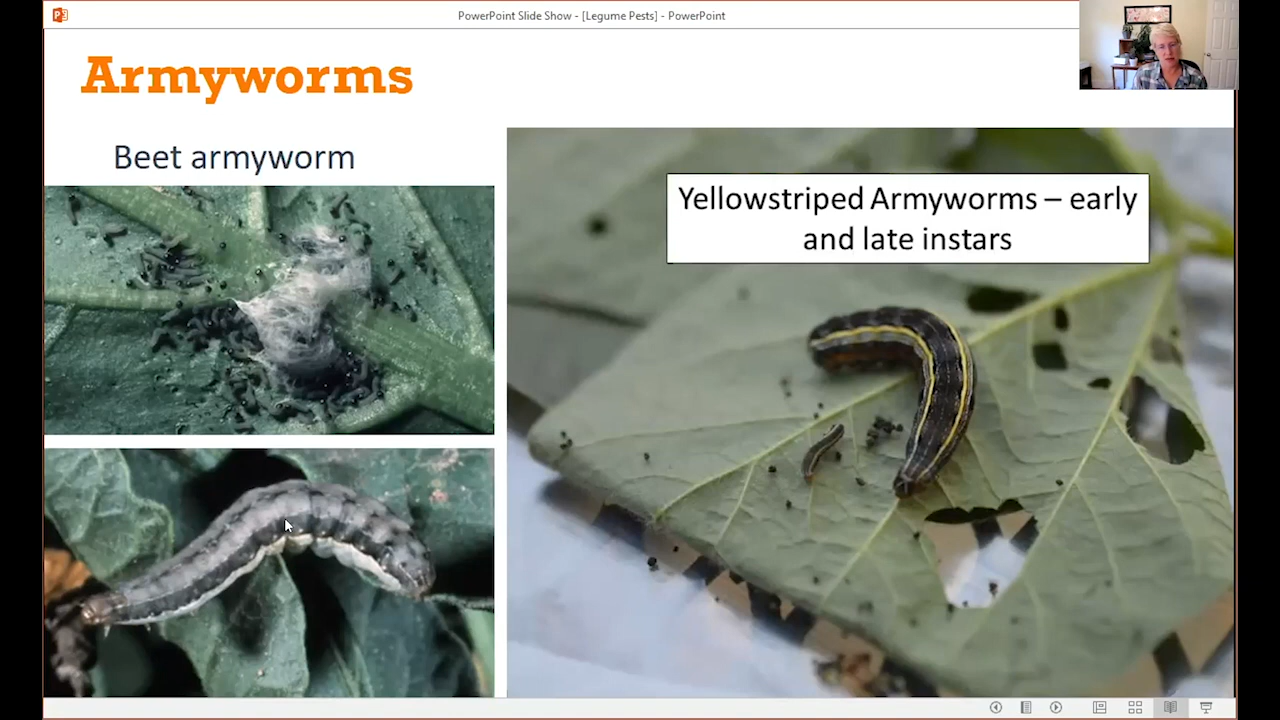 PowerPoint Slide Show - [Legume Pests] - PowerPoint
Armyworms
Beet armyworm
Yellowstriped Armyworms – early
and late instars